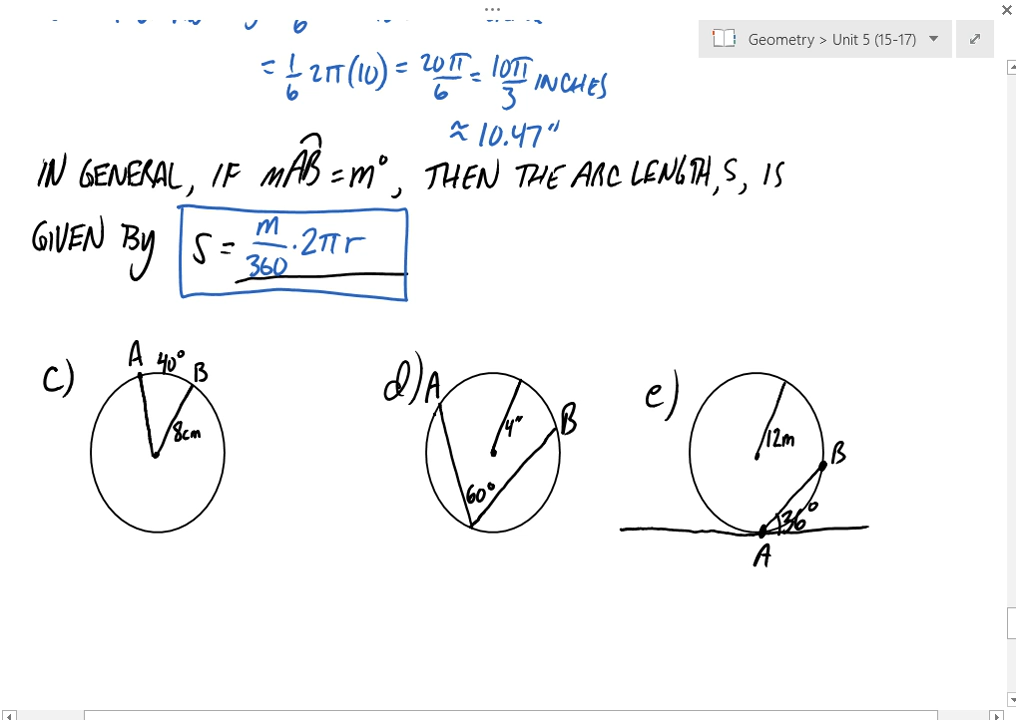 Geometry > Unit 5 (15-17)
6
= 1/6 2π(10) = 20π/6 = 10π/3 INCHES
≈ 10.47"
IN GENERAL, IF mAB = m°, THEN THE ARC LENGTH, S, IS
GIVEN BY S = m/360 · 2πr
c) A 40° B 8cm
d) A 4" B 60°
e) 12m B 36° A